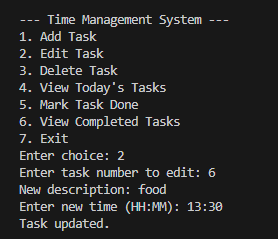 --- Time Management System ---
1. Add Task
2. Edit Task
3. Delete Task
4. View Today's Tasks
5. Mark Task Done
6. View Completed Tasks
7. Exit
Enter choice: 2
Enter task number to edit: 6
New description: food
Enter new time (HH:MM): 13:30
Task updated.